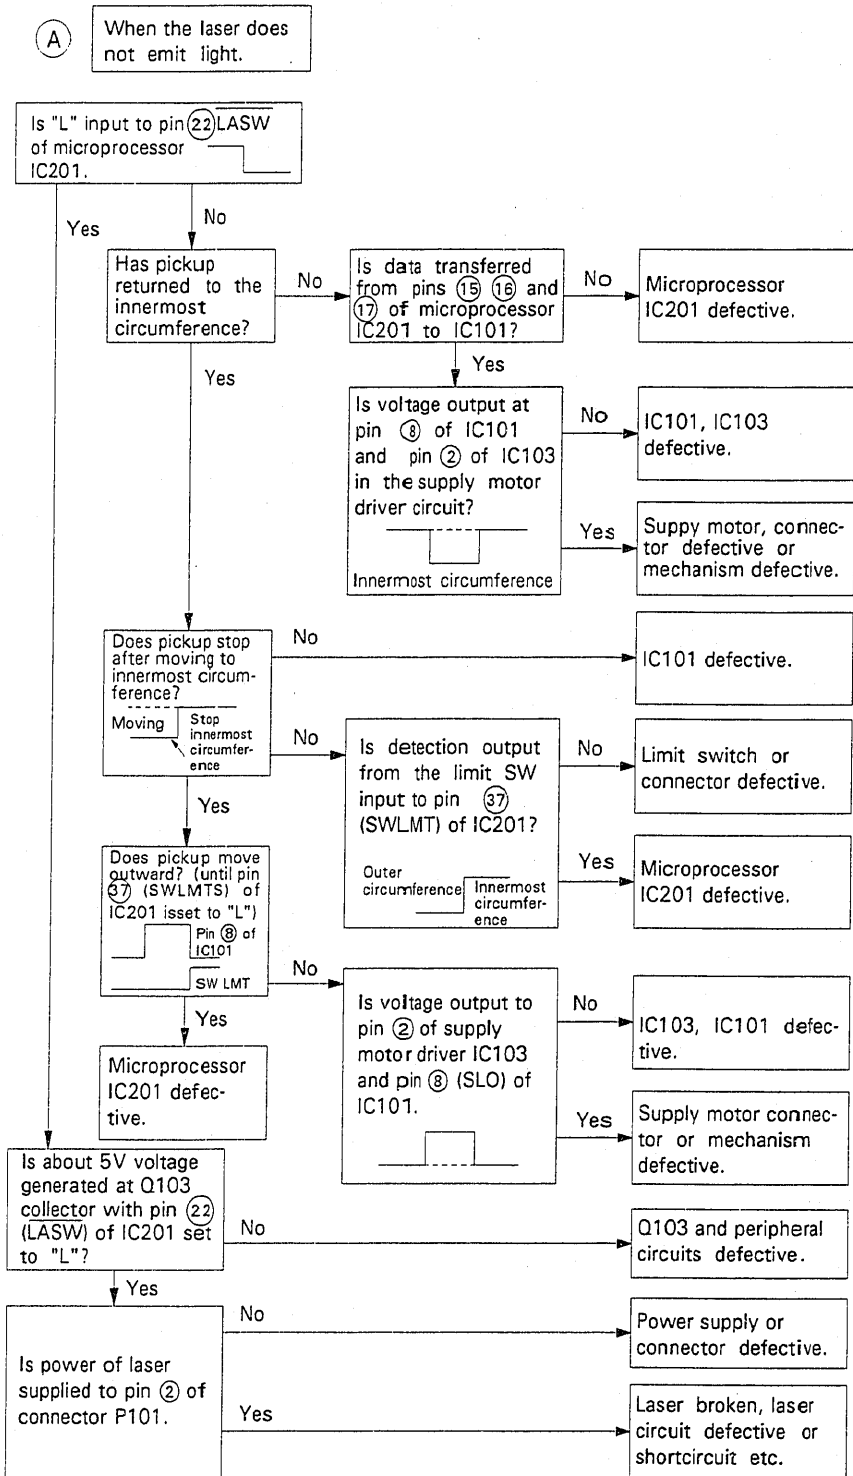 A
When the laser does
not emit light.
Is "L" input to pin 22 LASW
of microprocessor
IC201.
Yes
No
Has pickup
returned to the
innermost
circumference?
No
Is data transferred
from pins 15 16 and
17 of microprocessor
IC201 to IC101?
No
Microprocessor
IC201 defective.
Yes
Yes
Is voltage output at
pin 8 of IC101
and pin 2 of IC103
in the supply motor
driver circuit?
Innermost circumference
No
IC101, IC103
defective.
Yes
Suppy motor, connec-
tor defective or
mechanism defective.
Does pickup stop
after moving to
innermost circum-
ference?
Moving
Stop
innermost
circumfer-
ence
No
IC101 defective.
No
Is detection output
from the limit SW
input to pin 37
(SWLMT) of IC201?
Outer
circumference
Innermost
circumfer-
ence
No
Limit switch or
connector defective.
Yes
Microprocessor
IC201 defective.
Yes
Does pickup move
outward? (until pin
37 (SWLMTS) of
IC201 isset to "L")
Pin 8 of
IC101
SW LMT
No
Is voltage output to
pin 2 of supply
motor driver IC103
and pin 8 (SLO) of
IC101.
No
IC103, IC101 defec-
tive.
Yes
Supply motor connec-
tor or mechanism
defective.
Yes
Microprocessor
IC201 defec-
tive.
Is about 5V voltage
generated at Q103
collector with pin 22
(LASW) of IC201 set
to "L"?
No
Q103 and peripheral
circuits defective.
Yes
Is power of laser
supplied to pin 2 of
connector P101.
No
Power supply or
connector defective.
Yes
Laser broken, laser
circuit defective or
shortcircuit etc.